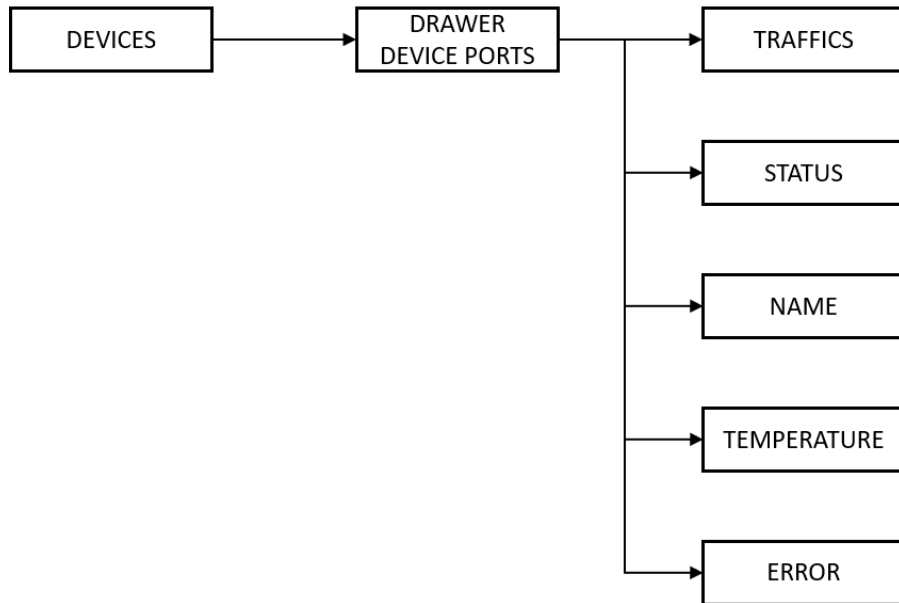 DEVICES
DRAWER
DEVICE PORTS
TRAFFICS
STATUS
NAME
TEMPERATURE
ERROR